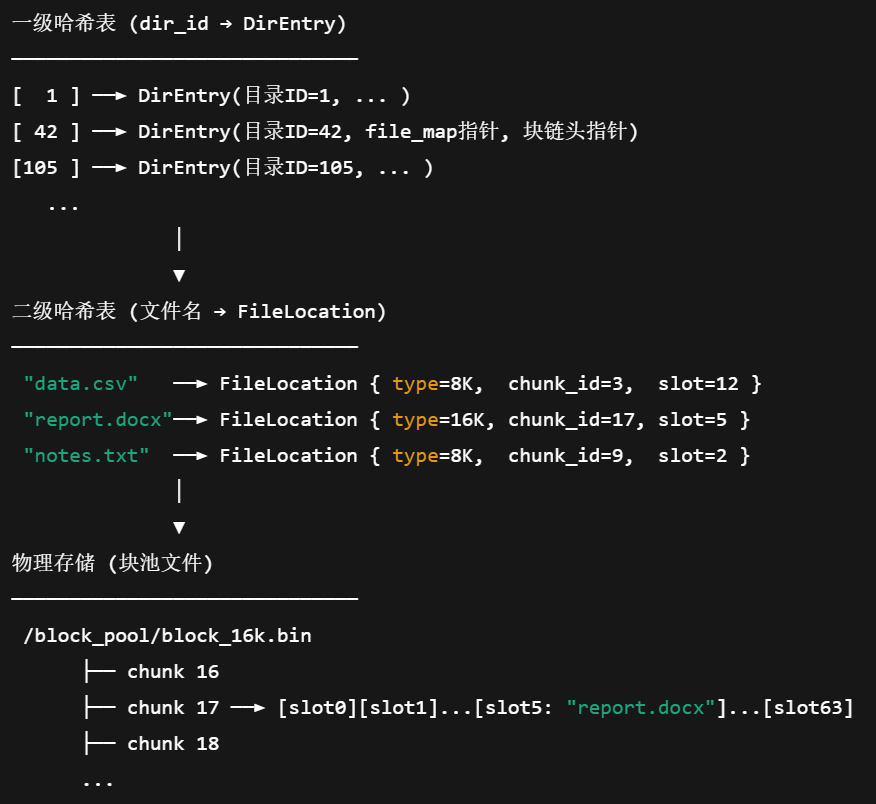 一级哈希表 (dir_id → DirEntry)
──────────────────────────────
[  1 ] ──► DirEntry(目录ID=1, ... )
[ 42 ] ──► DirEntry(目录ID=42, file_map指针, 块链头指针)
[105 ] ──► DirEntry(目录ID=105, ... )
   ...
              │
              ▼
二级哈希表 (文件名 → FileLocation)
──────────────────────────────
 "data.csv"   ──► FileLocation { type=8K,  chunk_id=3,  slot=12 }
 "report.docx"──► FileLocation { type=16K, chunk_id=17, slot=5 }
 "notes.txt"  ──► FileLocation { type=8K,  chunk_id=9,  slot=2 }
              │
              ▼
物理存储 (块池文件)
──────────────────────────────
 /block_pool/block_16k.bin
      ├── chunk 16
      ├── chunk 17 ──► [slot0][slot1]...[slot5: "report.docx"]...[slot63]
      ├── chunk 18
      ...